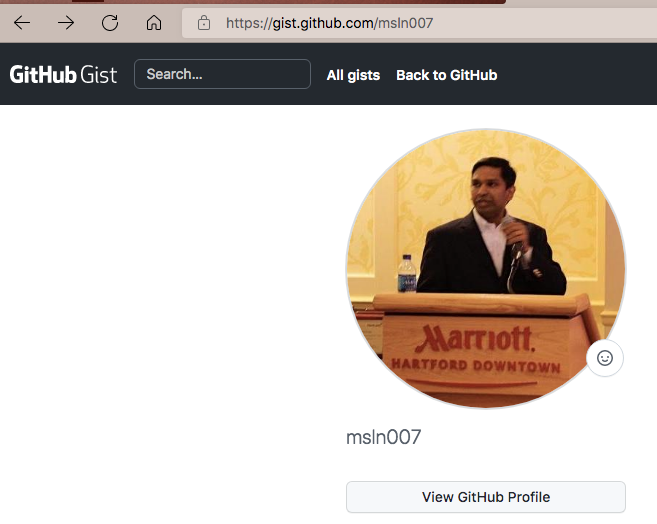 https://gist.github.com/msln007
GitHub Gist Search... All gists Back to GitHub
Marriott.
HARTFORD DOWNTOWN
msln007
View GitHub Profile